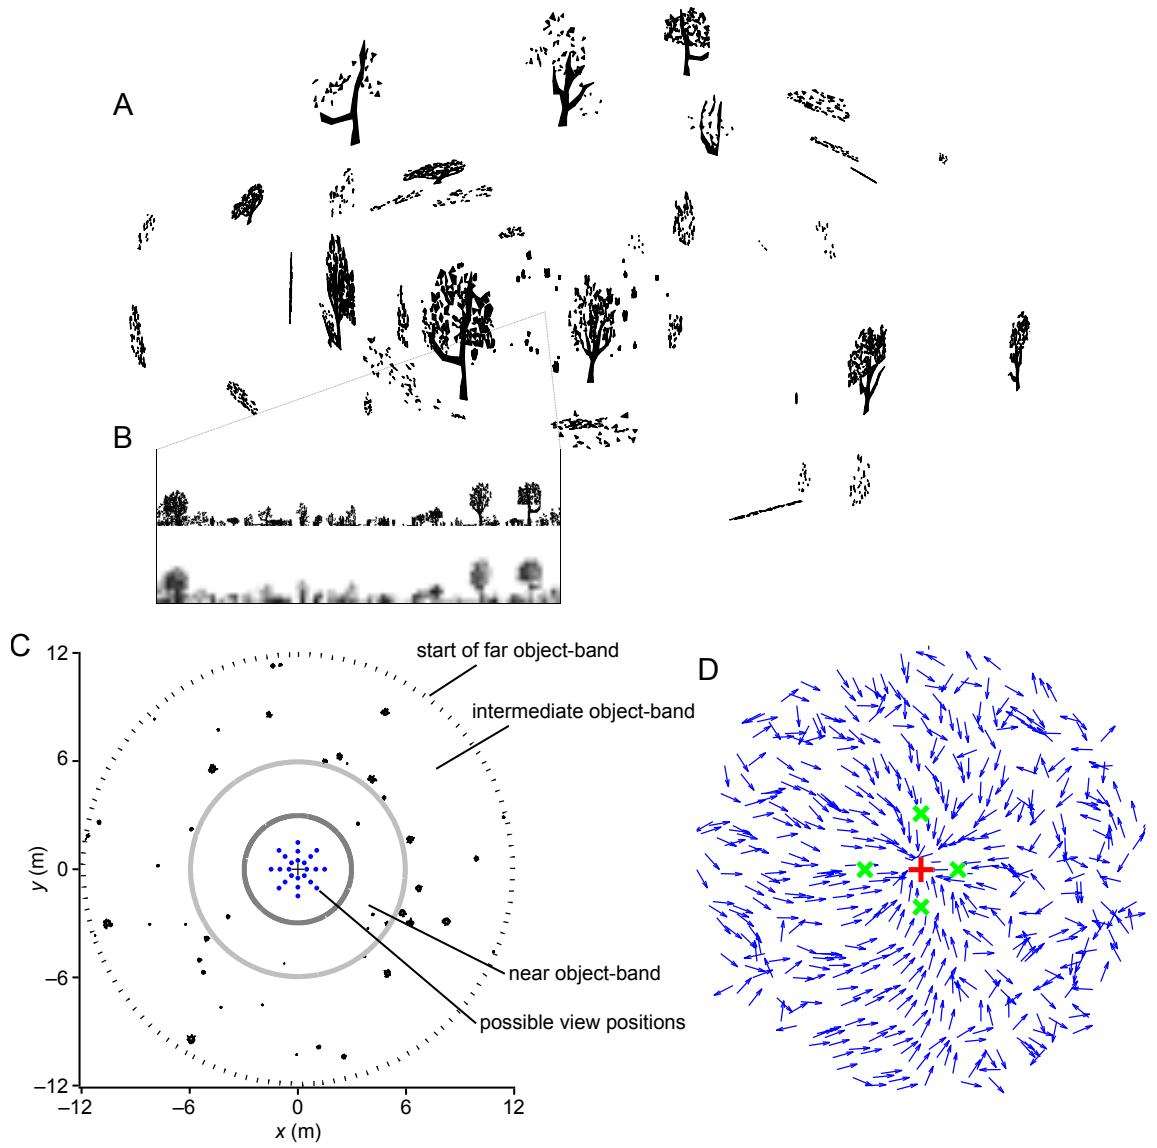 A
B
C
12
start of far object-band
D
intermediate object-band
6
y (m)
0
near object-band
–6
possible view positions
–12
–12
–6
0
6
12
x (m)